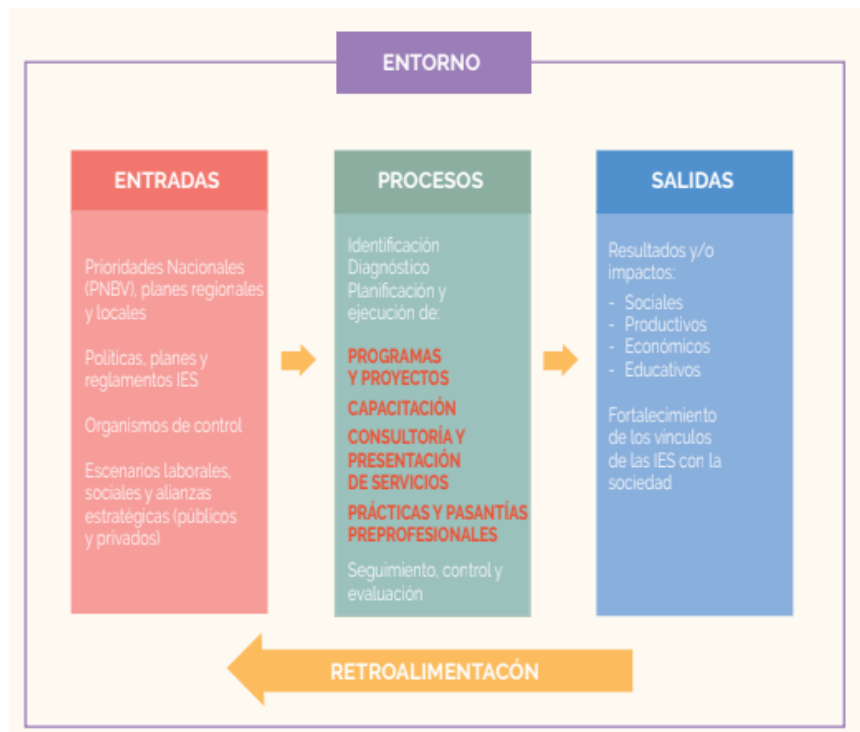 ENTORNO
ENTRADAS
Prioridades Nacionales
(PNBV), planes regionales
y locales
Políticas, planes y
reglamentos IES
Organismos de control
Escenarios laborales,
sociales y alianzas
estratégicas (públicos
y privados)
PROCESOS
Identificación
Diagnóstico
Planificación y
ejecución de:
PROGRAMAS
Y PROYECTOS
CAPACITACIÓN
CONSULTORÍA Y
PRESENTACIÓN
DE SERVICIOS
PRÁCTICAS Y PASANTÍAS
PREPROFESIONALES
Seguimiento, control y
evaluación
SALIDAS
Resultados y/o
impactos:
- Sociales
- Productivos
- Económicos
- Educativos
Fortalecimiento
de los vínculos
de las IES con la
sociedad
RETROALIMENTACÓN